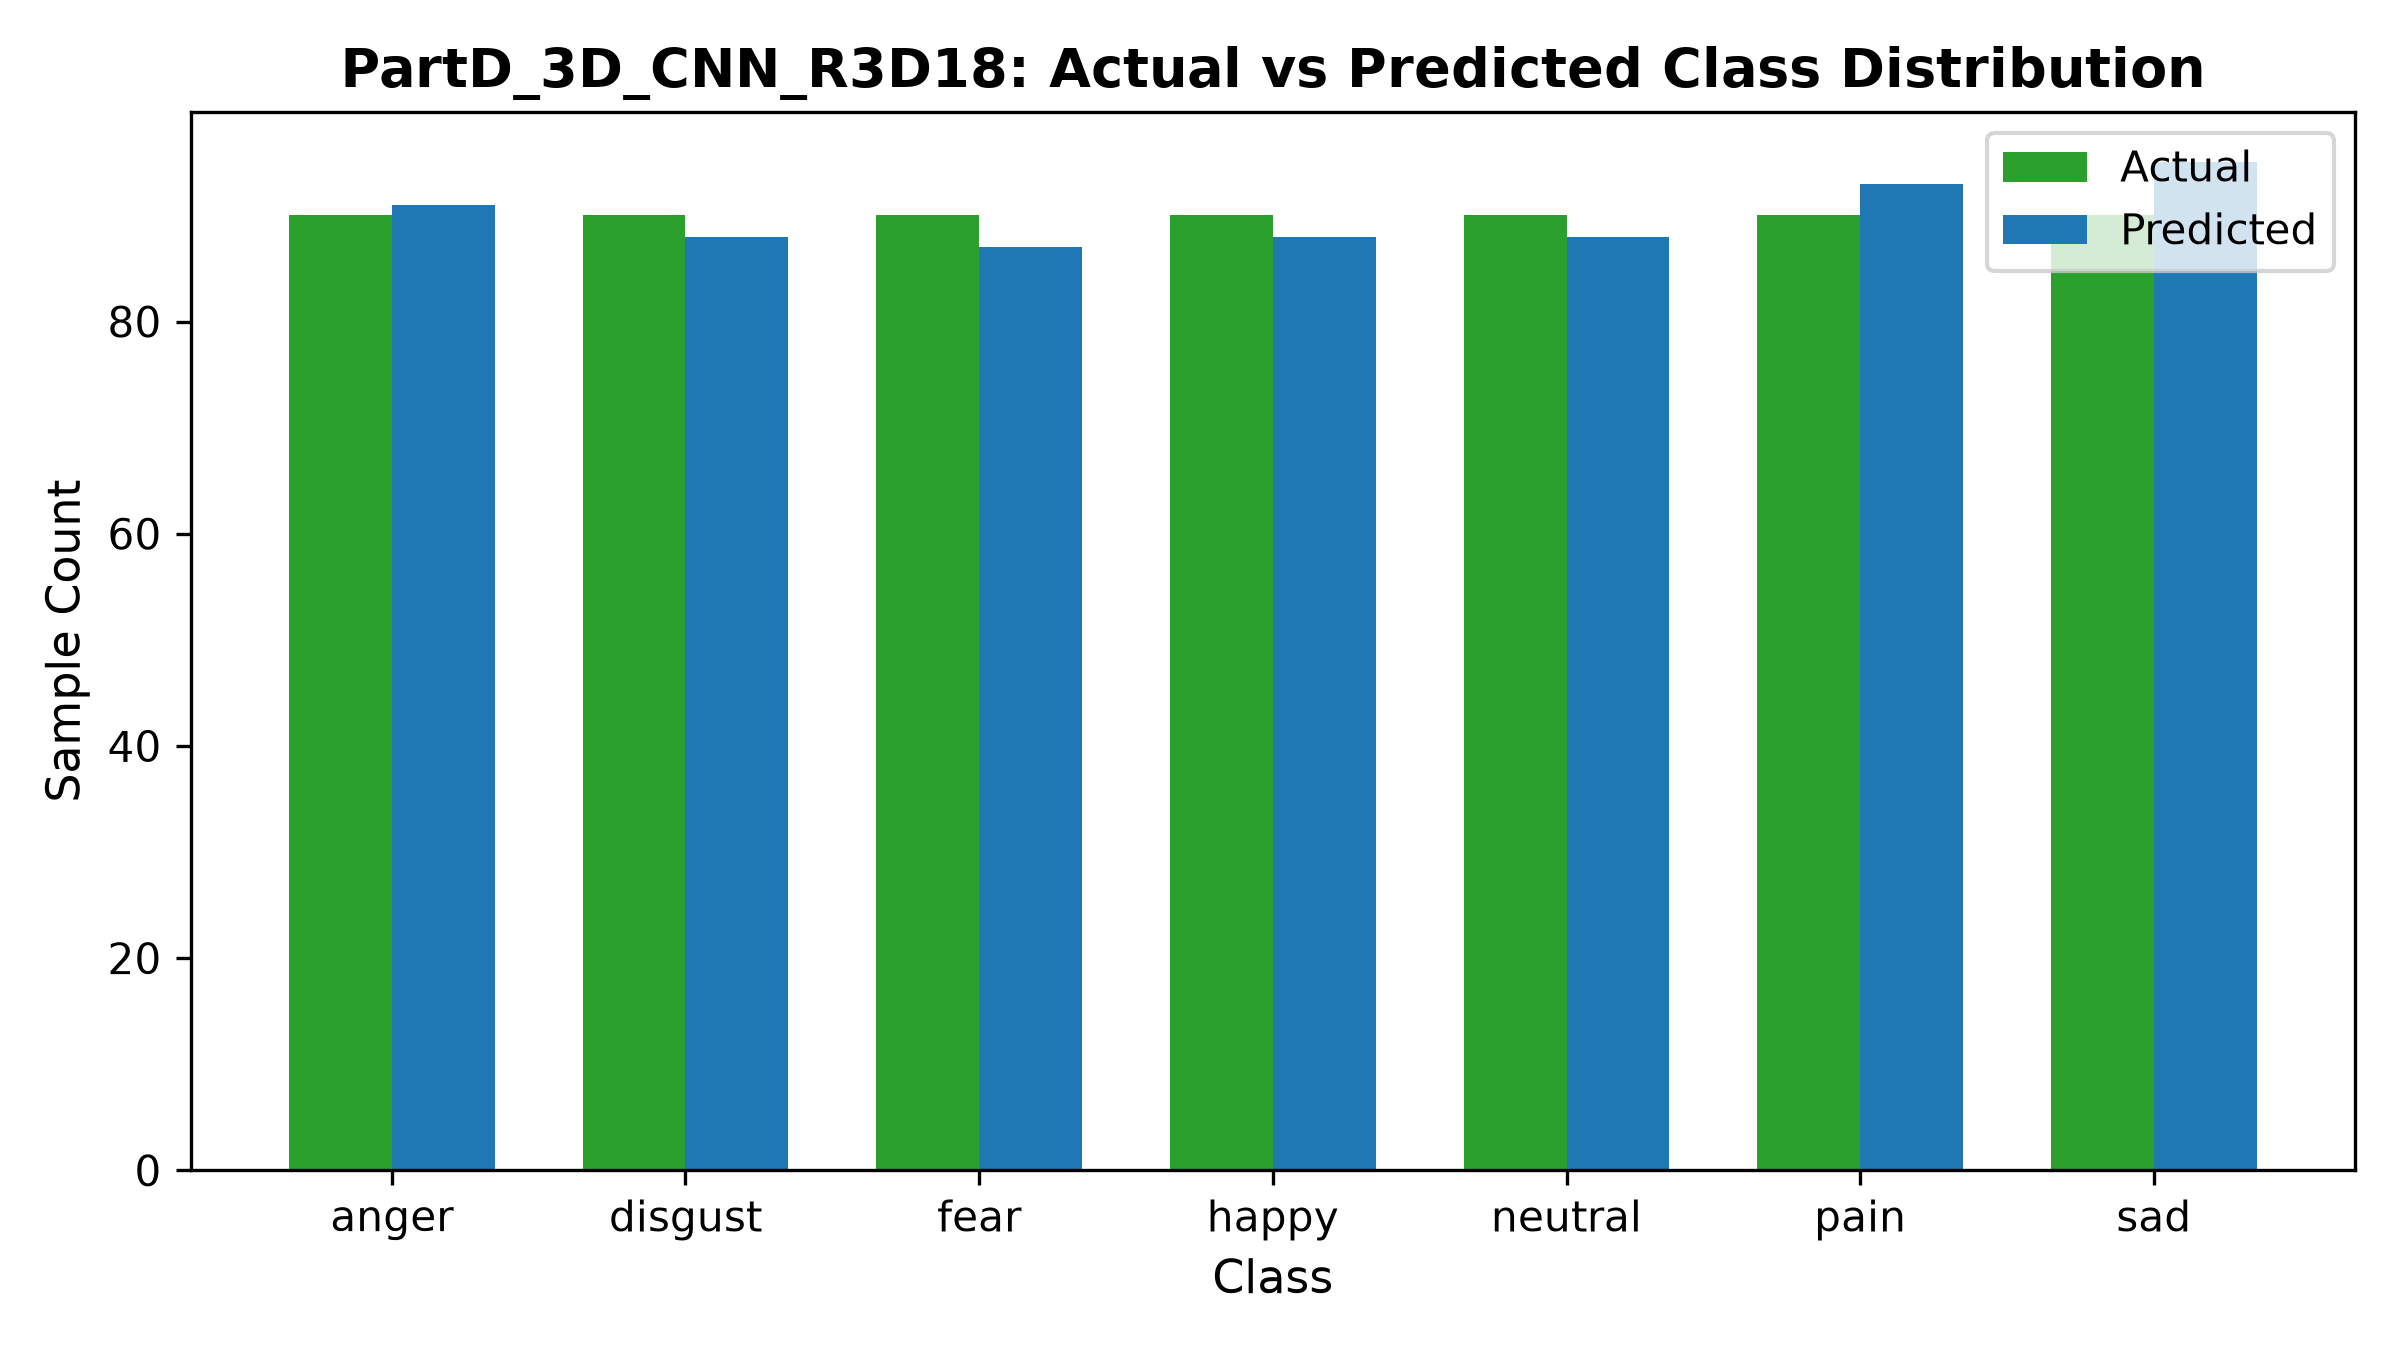 PartD_3D_CNN_R3D18: Actual vs Predicted Class Distribution
Actual
Predicted
Sample Count
80
60
40
20
0
anger disgust fear happy neutral pain sad
Class